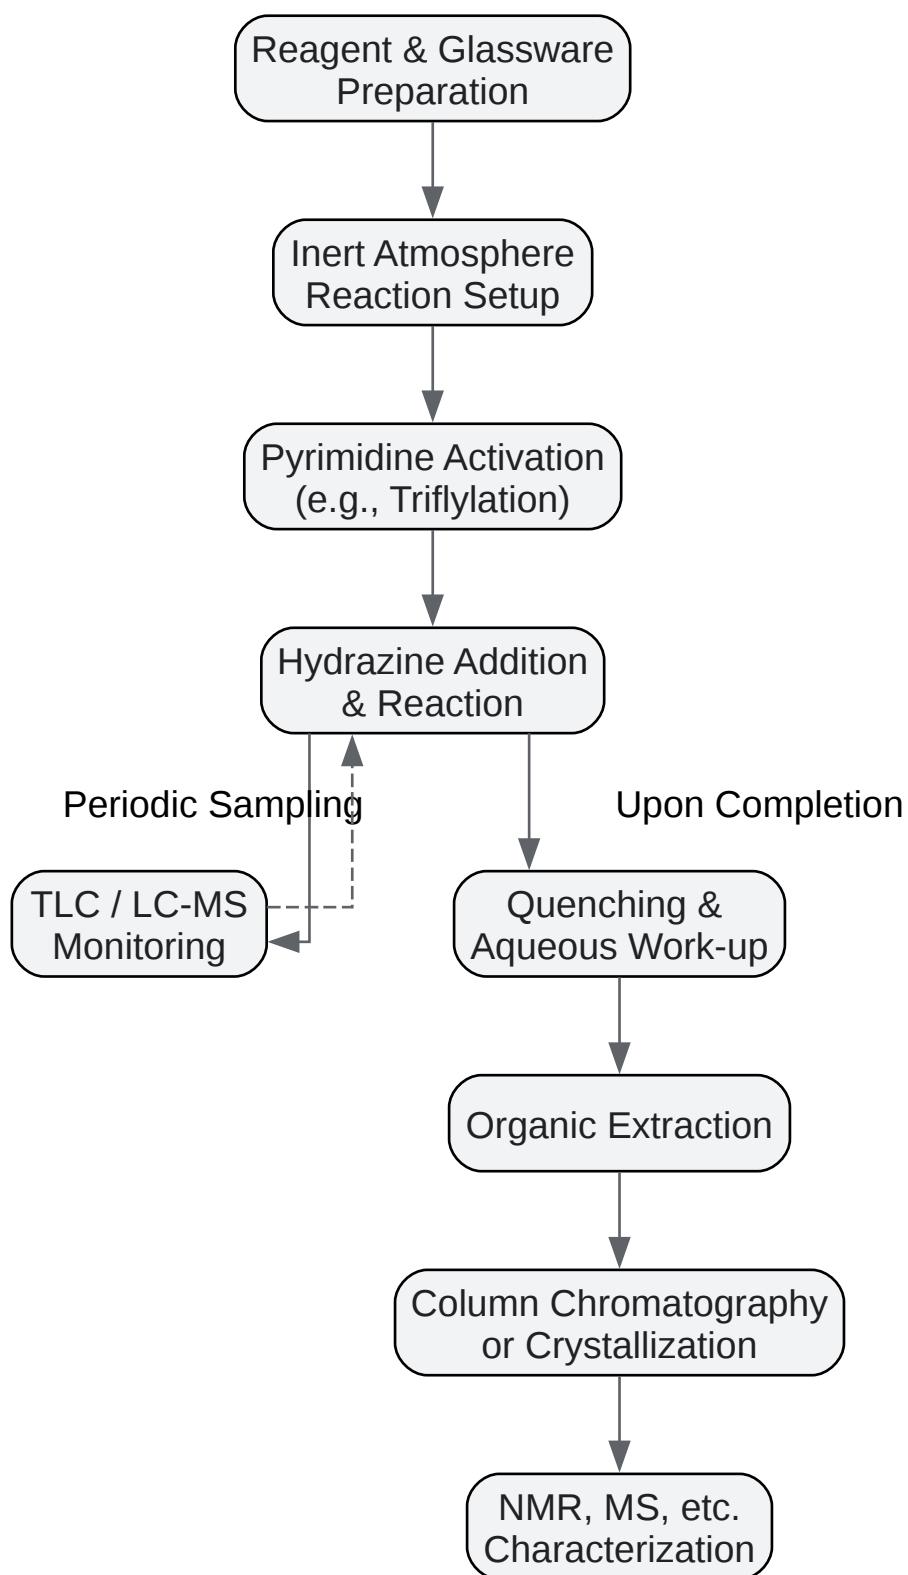 Reagent & Glassware
Preparation
Inert Atmosphere
Reaction Setup
Pyrimidine Activation
(e.g., Triflylation)
Hydrazine Addition
& Reaction
Periodic Sampling
Upon Completion
TLC / LC-MS
Monitoring
Quenching &
Aqueous Work-up
Organic Extraction
Column Chromatography
or Crystallization
NMR, MS, etc.
Characterization